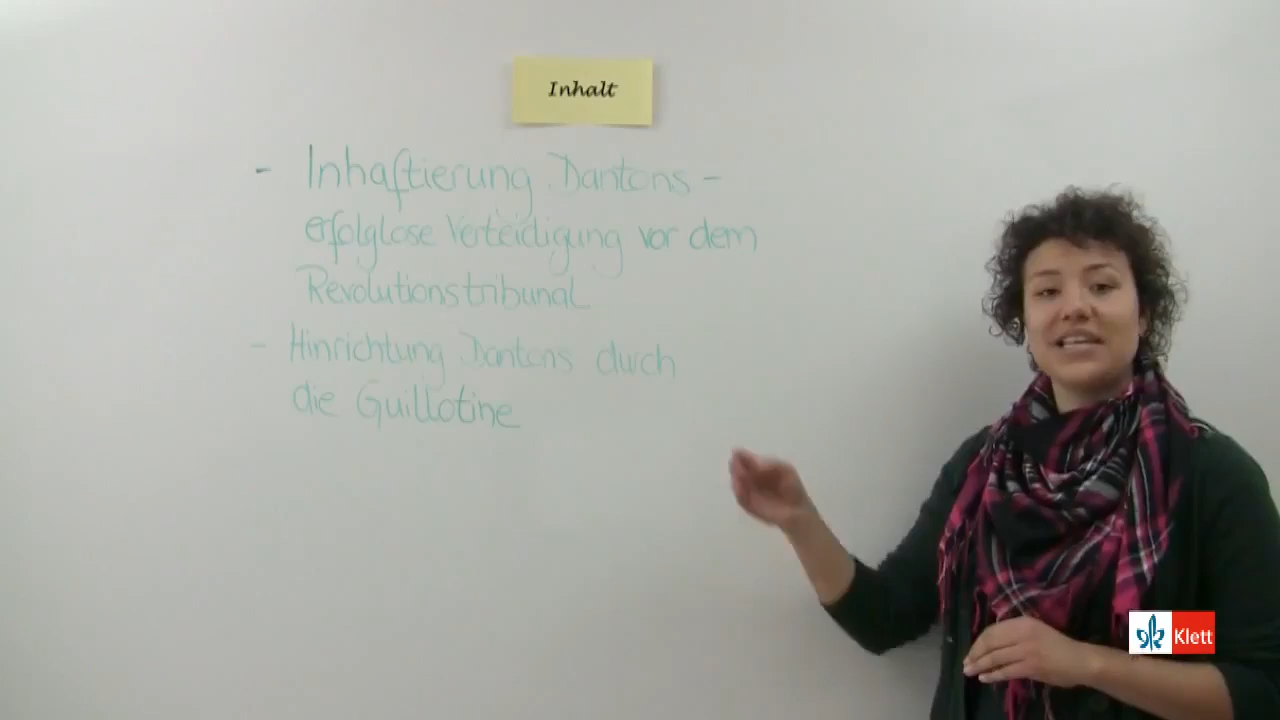 Inhalt
- Inhaftierung Dantons -
erfolglose Verteidigung vor dem
Revolutionstribunal
- Hinrichtung Dantons durch
die Guillotine
Klett